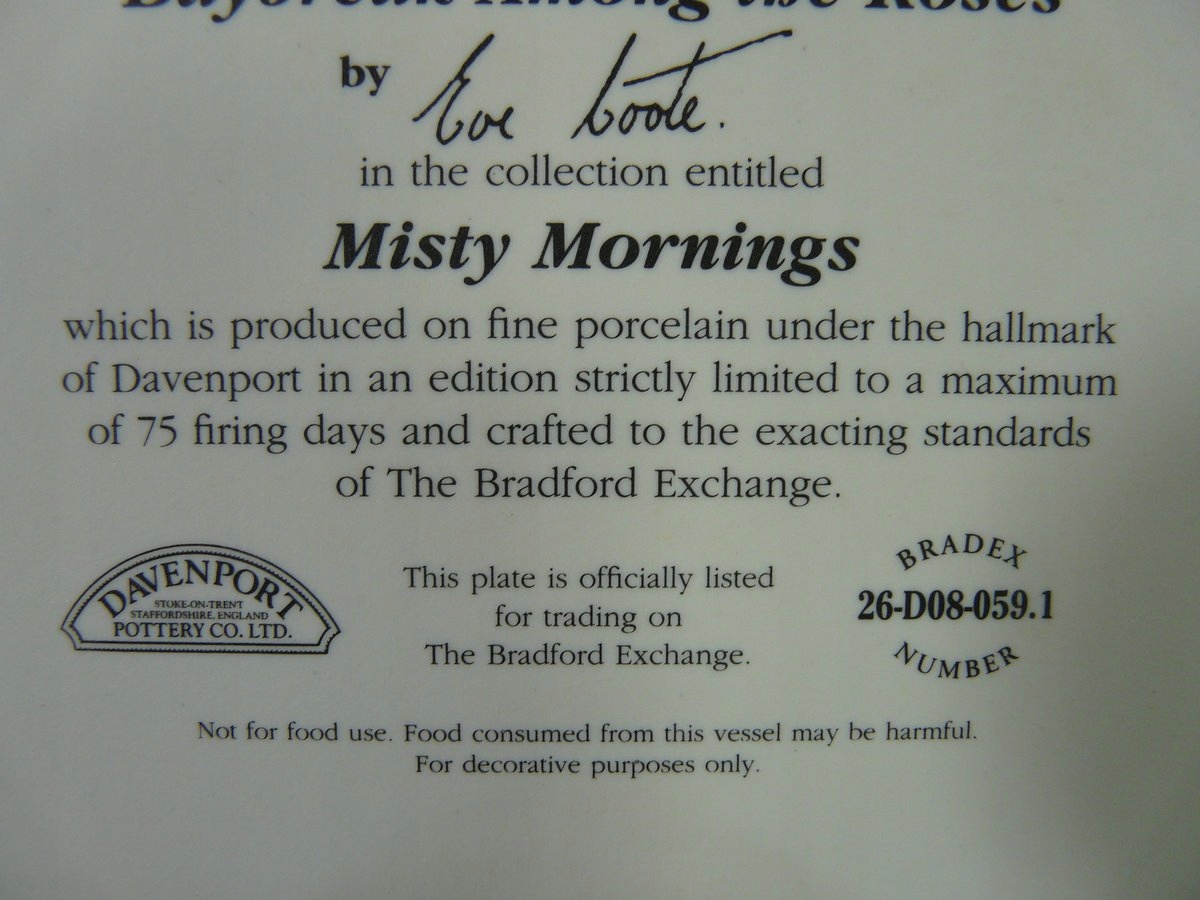 Daybreak Among the Roses
by Eve Coote.
in the collection entitled
Misty Mornings
which is produced on fine porcelain under the hallmark
of Davenport in an edition strictly limited to a maximum
of 75 firing days and crafted to the exacting standards
of The Bradford Exchange.
DAVENPORT
STOKE-ON-TRENT
STAFFORDSHIRE, ENGLAND
POTTERY CO. LTD.
This plate is officially listed
for trading on
The Bradford Exchange.
BRADEX
26-D08-059.1
NUMBER
Not for food use. Food consumed from this vessel may be harmful.
For decorative purposes only.